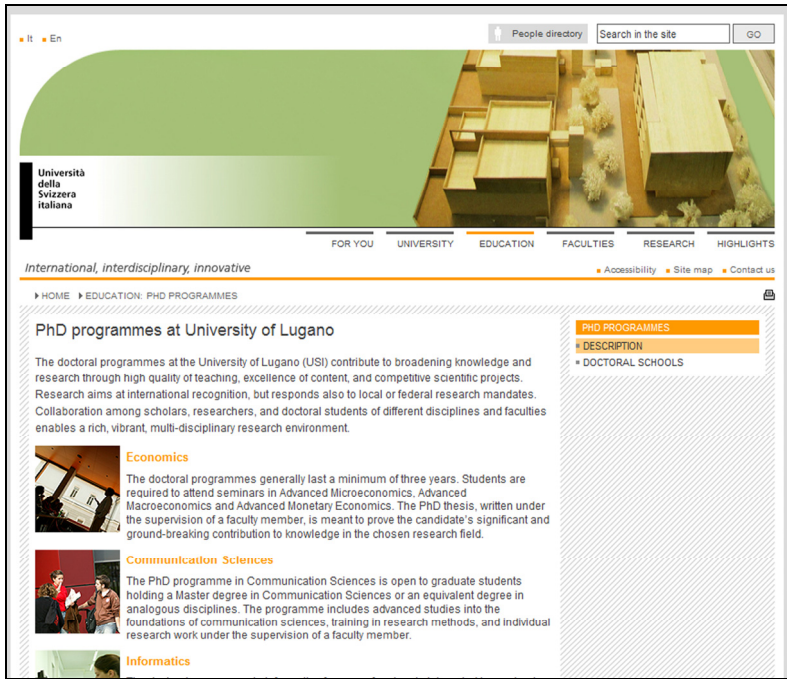 It En
People directory Search in the site GO
Università
della
Svizzera
italiana
FOR YOU UNIVERSITY EDUCATION FACULTIES RESEARCH HIGHLIGHTS
International, interdisciplinary, innovative
Accessibility Site map Contact us
HOME EDUCATION: PHD PROGRAMMES
PhD programmes at University of Lugano
The doctoral programmes at the University of Lugano (USI) contribute to broadening knowledge and
research through high quality of teaching, excellence of content, and competitive scientific projects.
Research aims at international recognition, but responds also to local or federal research mandates.
Collaboration among scholars, researchers, and doctoral students of different disciplines and faculties
enables a rich, vibrant, multi-disciplinary research environment.
PHD PROGRAMMES
DESCRIPTION
DOCTORAL SCHOOLS
Economics
The doctoral programmes generally last a minimum of three years. Students are
required to attend seminars in Advanced Microeconomics, Advanced
Macroeconomics and Advanced Monetary Economics. The PhD thesis, written under
the supervision of a faculty member, is meant to prove the candidate's significant and
ground-breaking contribution to knowledge in the chosen research field.
Communication Sciences
The PhD programme in Communication Sciences is open to graduate students
holding a Master degree in Communication Sciences or an equivalent degree in
analogous disciplines. The programme includes advanced studies into the
foundations of communication sciences, training in research methods, and individual
research work under the supervision of a faculty member.
Informatics